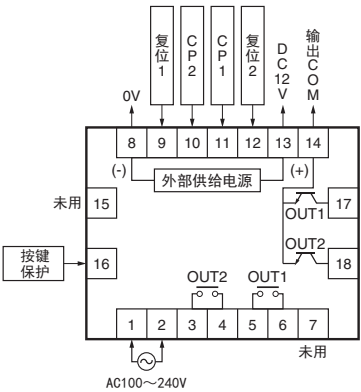 复位1
CP2
CP1
复位2
DC12V
输出COM
0V
8 9 10 11 12 13 14
(-) 外部供给电源 (+)
未用 15
17
OUT1
按键保护
16
OUT2
18
OUT2 OUT1
1 2 3 4 5 6 7
未用
AC100～240V